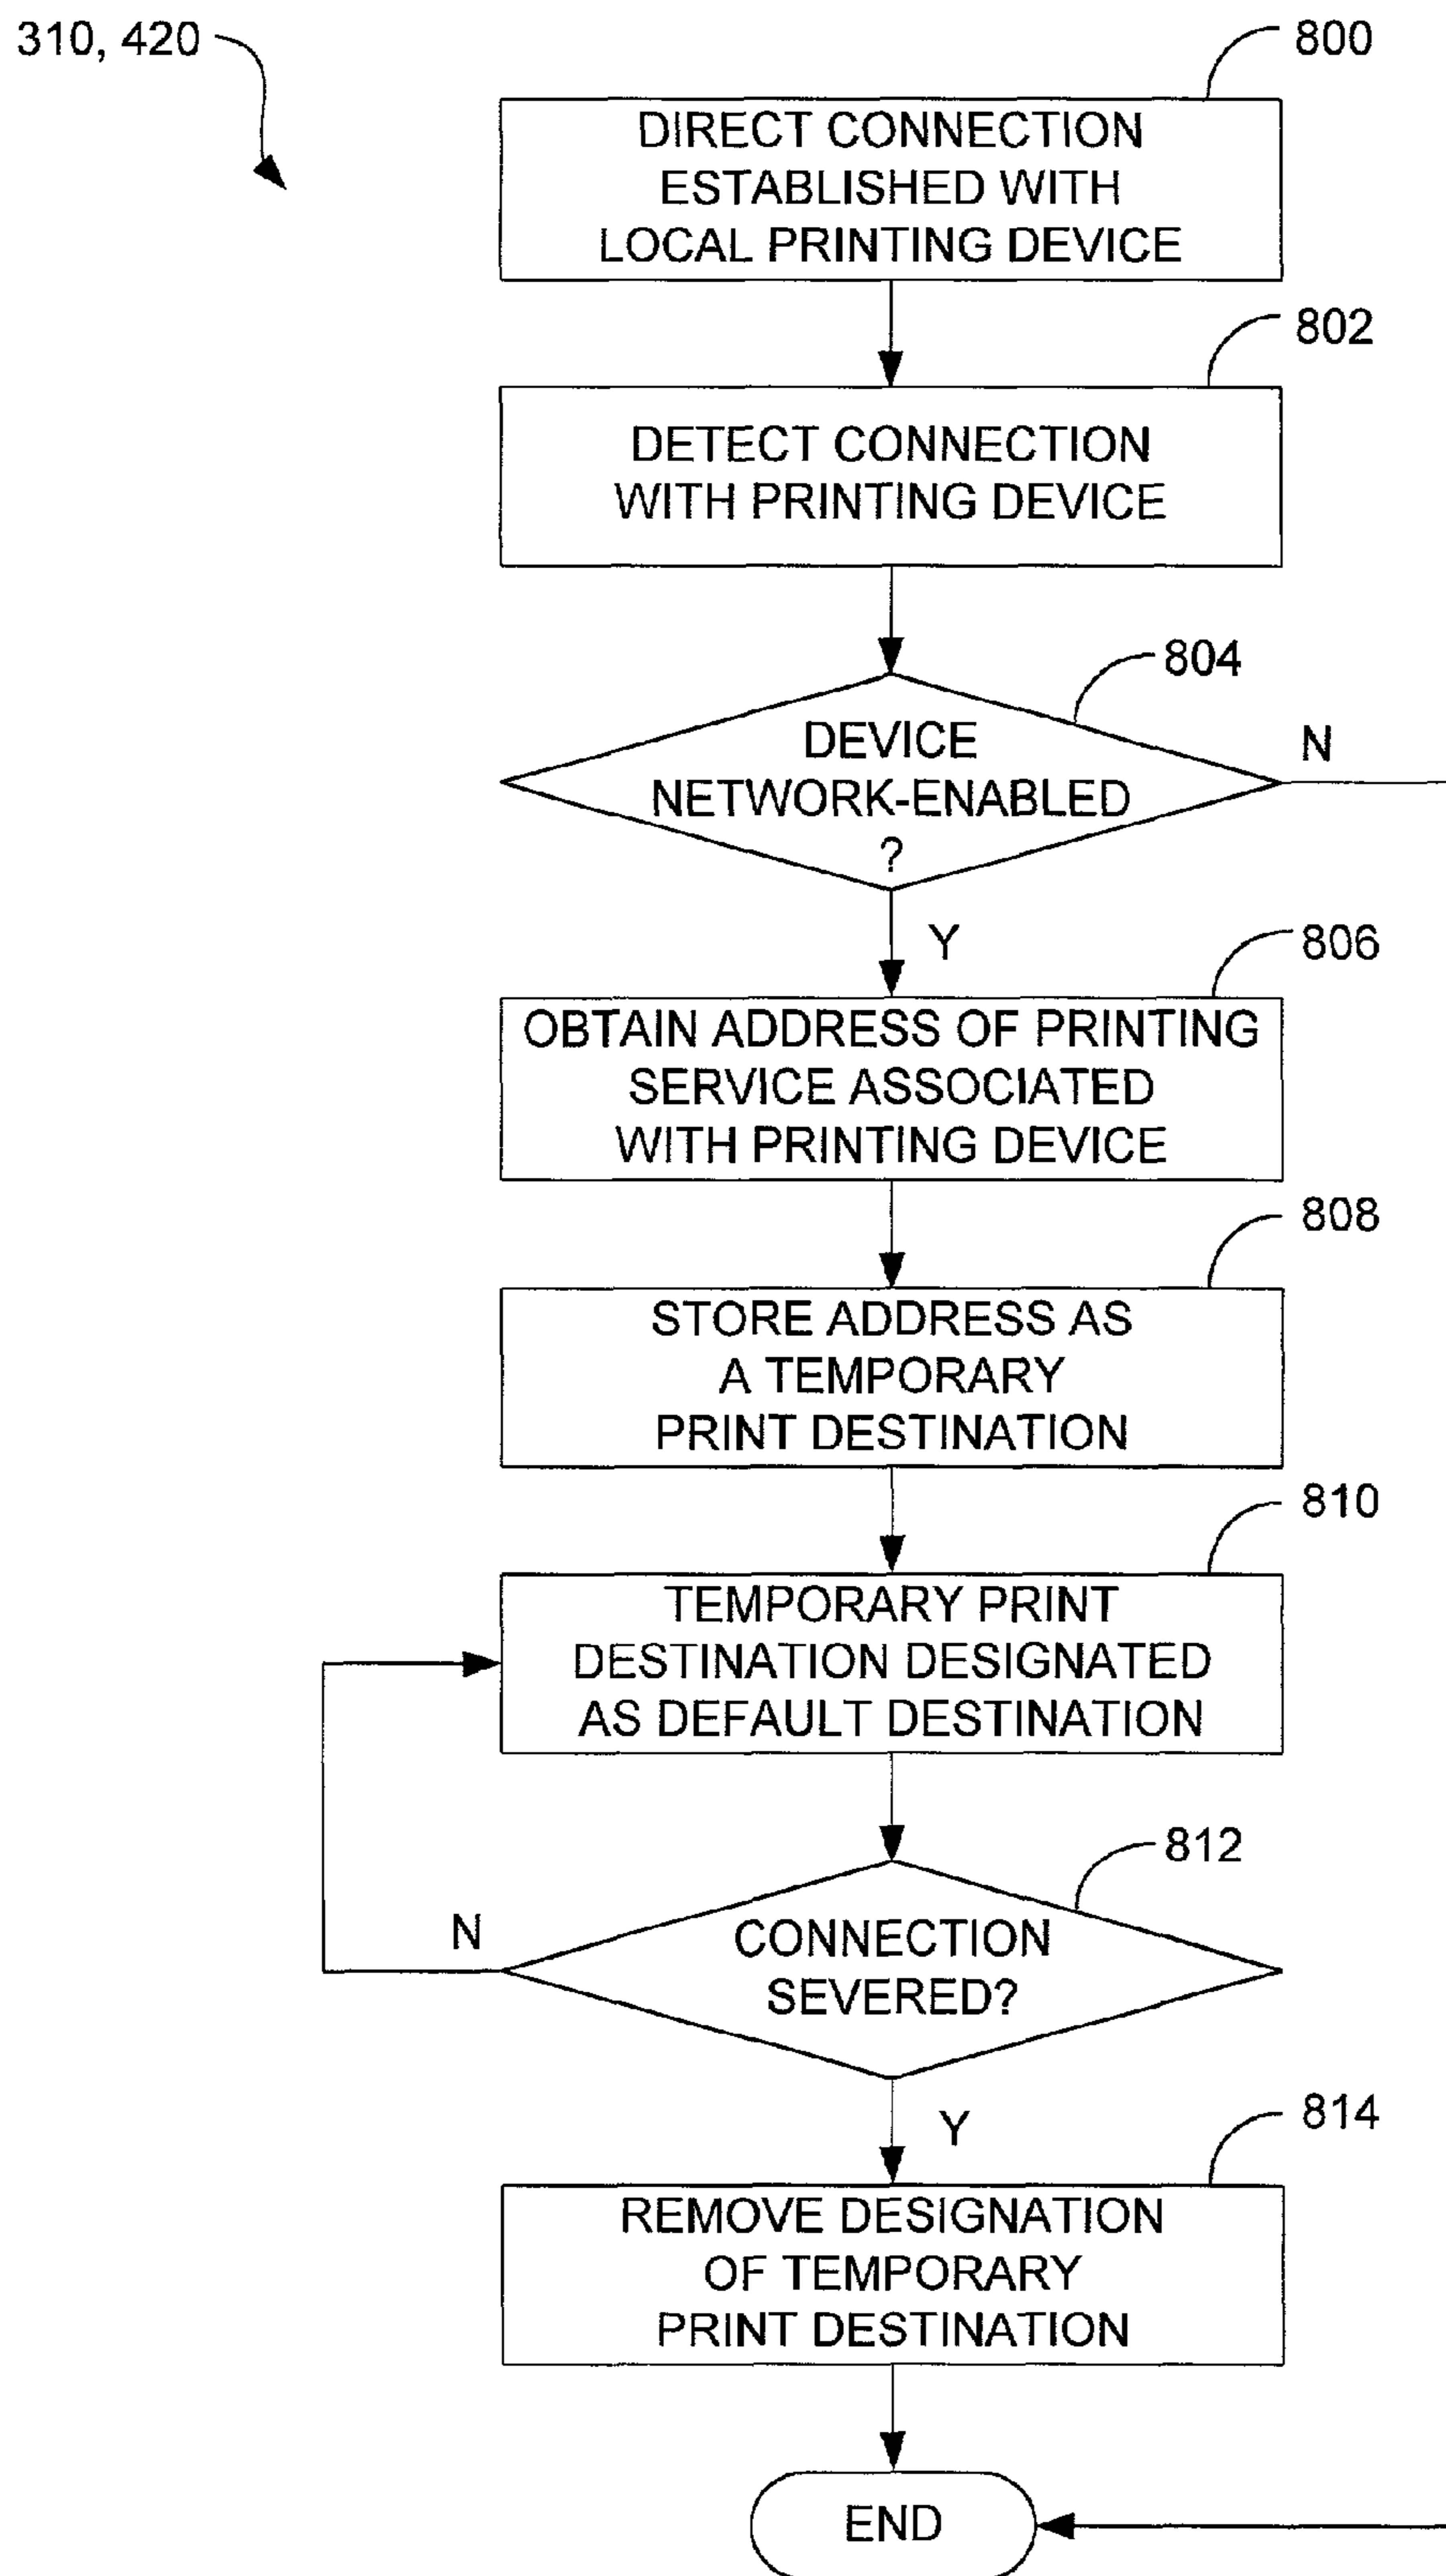 310, 420
800
DIRECT CONNECTION
ESTABLISHED WITH
LOCAL PRINTING DEVICE
802
DETECT CONNECTION
WITH PRINTING DEVICE
804
DEVICE
NETWORK-ENABLED
?
N
Y
806
OBTAIN ADDRESS OF PRINTING
SERVICE ASSOCIATED
WITH PRINTING DEVICE
808
STORE ADDRESS AS
A TEMPORARY
PRINT DESTINATION
810
TEMPORARY PRINT
DESTINATION DESIGNATED
AS DEFAULT DESTINATION
812
CONNECTION
SEVERED?
N
Y
814
REMOVE DESIGNATION
OF TEMPORARY
PRINT DESTINATION
END